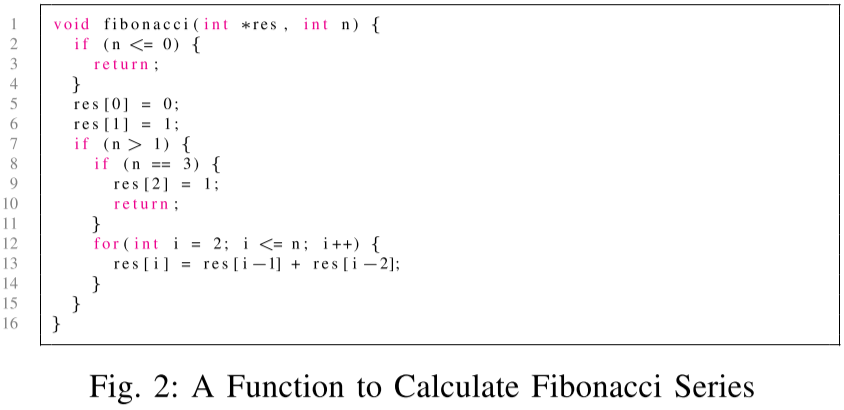 1 void fibonacci(int *res, int n) {
2 if (n <= 0) {
3 return;
4 }
5 res[0] = 0;
6 res[1] = 1;
7 if (n > 1) {
8 if (n == 3) {
9 res[2] = 1;
10 return;
11 }
12 for(int i = 2; i <= n; i++) {
13 res[i] = res[i-1] + res[i-2];
14 }
15 }
16 }
Fig. 2: A Function to Calculate Fibonacci Series